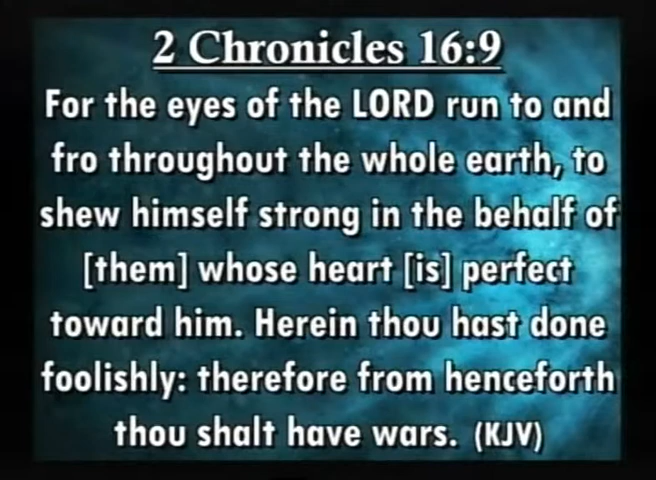 2 Chronicles 16:9
For the eyes of the LORD run to and
fro throughout the whole earth, to
shew himself strong in the behalf of
[them] whose heart [is] perfect
toward him. Herein thou hast done
foolishly: therefore from henceforth
thou shalt have wars. (KJV)